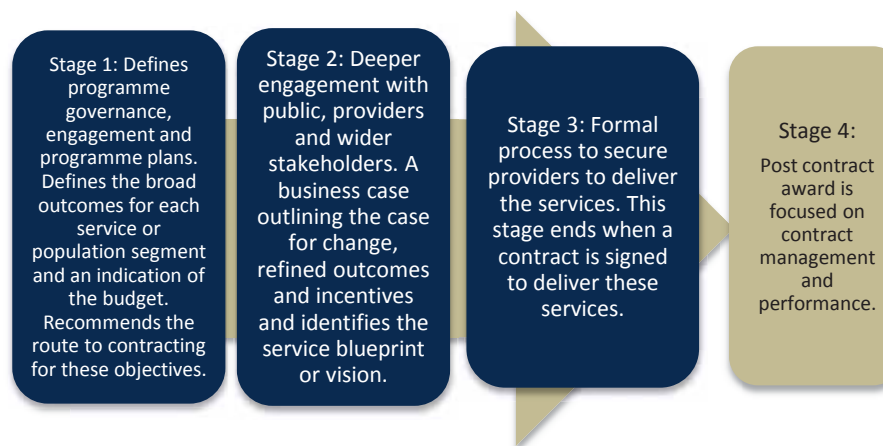 Stage 1: Defines
programme
governance,
engagement and
programme plans.
Defines the broad
outcomes for each
service or
population segment
and an indication of
the budget.
Recommends the
route to contracting
for these objectives.
Stage 2: Deeper
engagement with
public, providers
and wider
stakeholders. A
business case
outlining the case
for change,
refined outcomes
and incentives
and identifies the
service blueprint
or vision.
Stage 3: Formal
process to secure
providers to deliver
the services. This
stage ends when a
contract is signed
to deliver these
services.
Stage 4:
Post contract
award is
focused on
contract
management
and
performance.